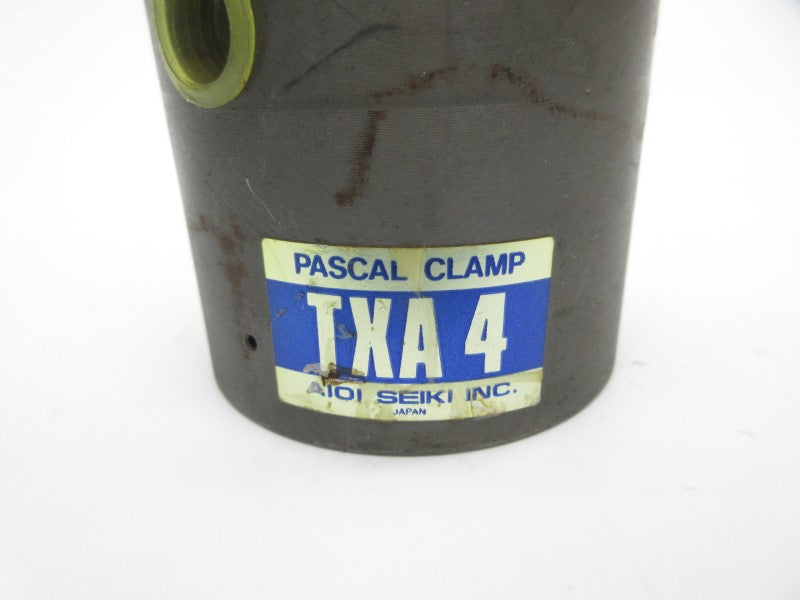 PASCAL CLAMP
TXA 4
AIOI SEIKI INC.
JAPAN